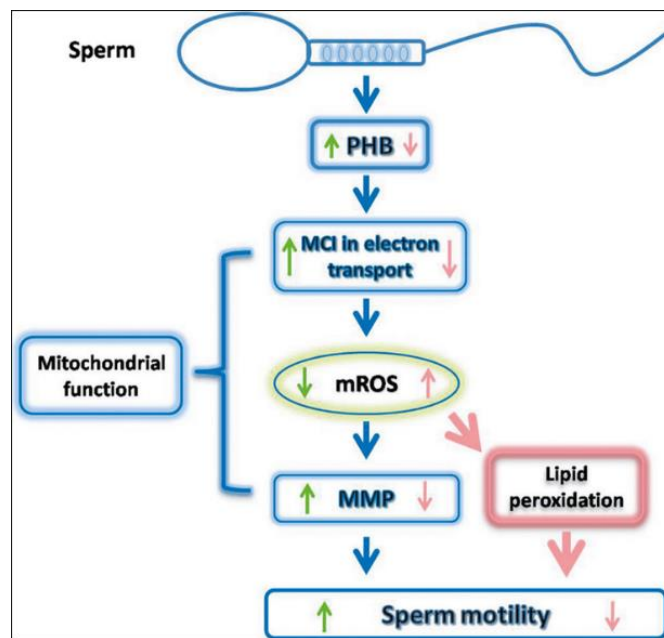 Sperm
PHB
MCI in electron
transport
Mitochondrial
function
mROS
MMP
Lipid
peroxidation
Sperm motility